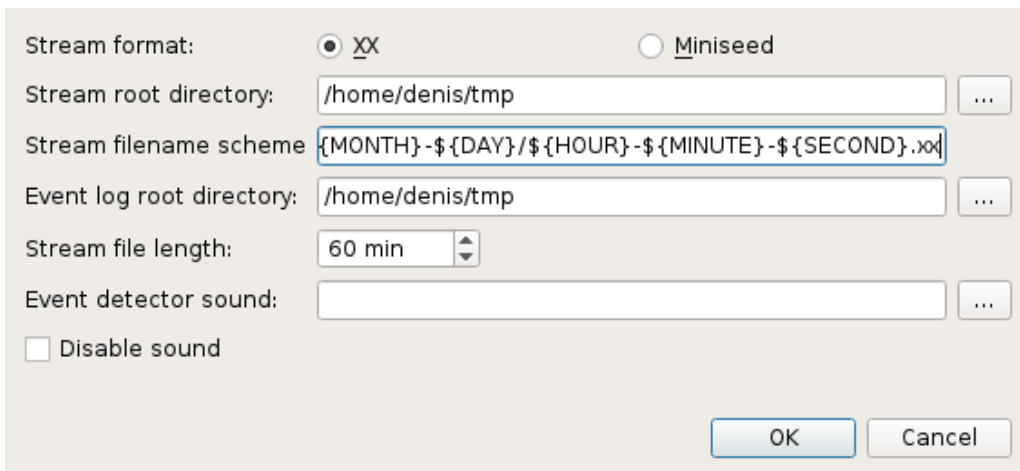 Stream format: XX Miniseed
Stream root directory: /home/denis/tmp ...
Stream filename scheme {MONTH}-${DAY}/${HOUR}-${MINUTE}-${SECOND}.xx
Event log root directory: /home/denis/tmp ...
Stream file length: 60 min
Event detector sound: ...
Disable sound
OK Cancel